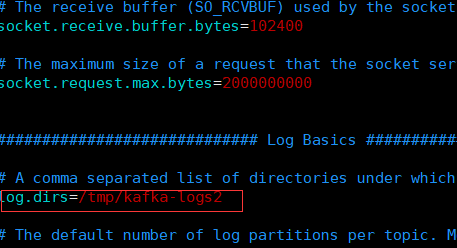 # The receive buffer (SO_RCVBUF) used by the socket
socket.receive.buffer.bytes=102400
# The maximum size of a request that the socket ser
socket.request.max.bytes=2000000000
############################# Log Basics ###########
# A comma separated list of directories under which
log.dirs=/tmp/kafka-logs2
# The default number of log partitions per topic. M